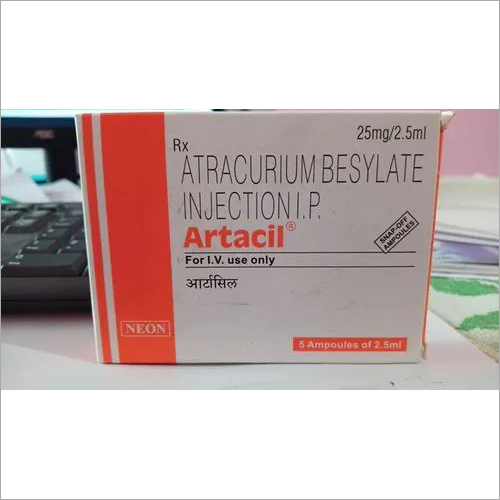 25mg/2.5ml
Rx
ATRACURIUM BESYLATE
INJECTION I.P.
Artacil®
For I.V. use only
SNAP-OFF
AMPOULES
आर्टासिल
NEON
5 Ampoules of 2.5ml